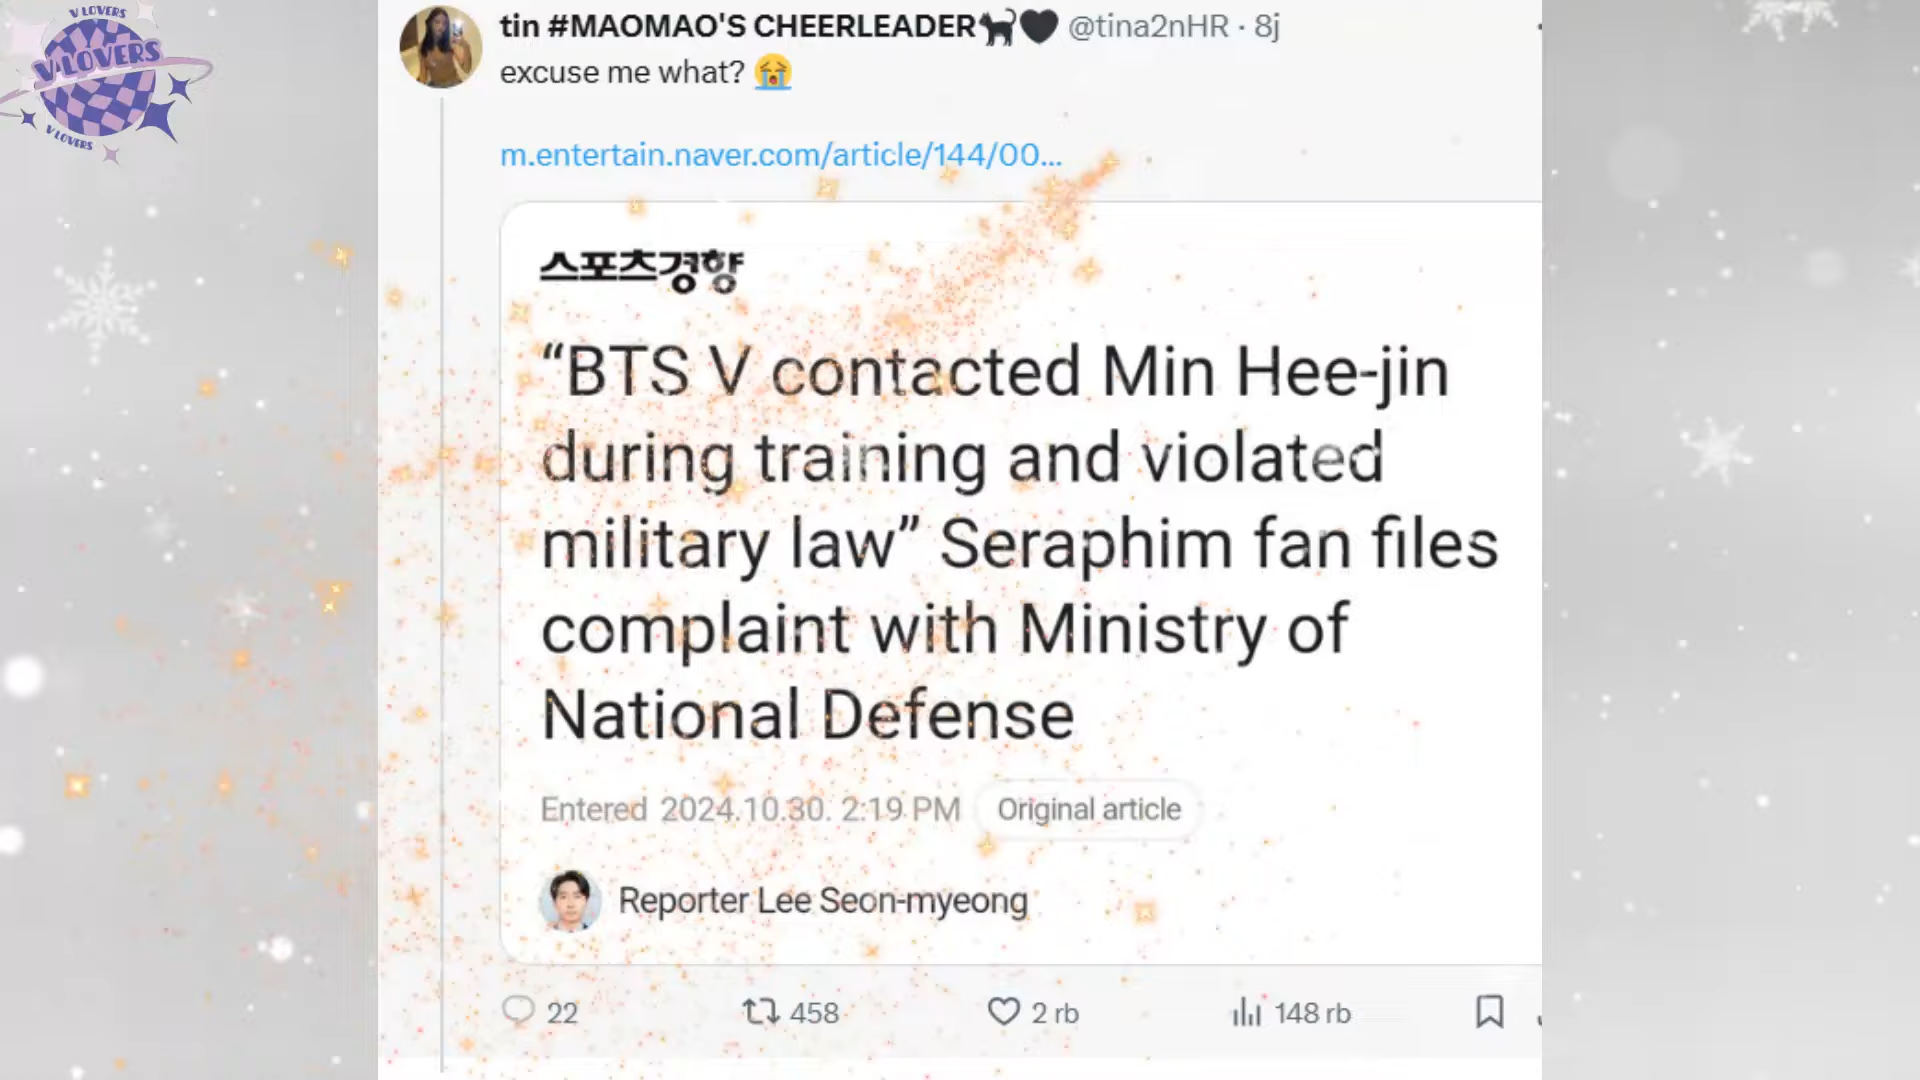 V LOVERS
V LOVERS
V LOVERS
tin #MAOMAO'S CHEERLEADER🐈‍⬛🖤 @tina2nHR · 8j
excuse me what? 😭
m.entertain.naver.com/article/144/00...
스포츠경향
“BTS V contacted Min Hee-jin
during training and violated
military law” Seraphim fan files
complaint with Ministry of
National Defense
Entered 2024.10.30. 2:19 PM Original article
Reporter Lee Seon-myeong
22 458 2 rb 148 rb